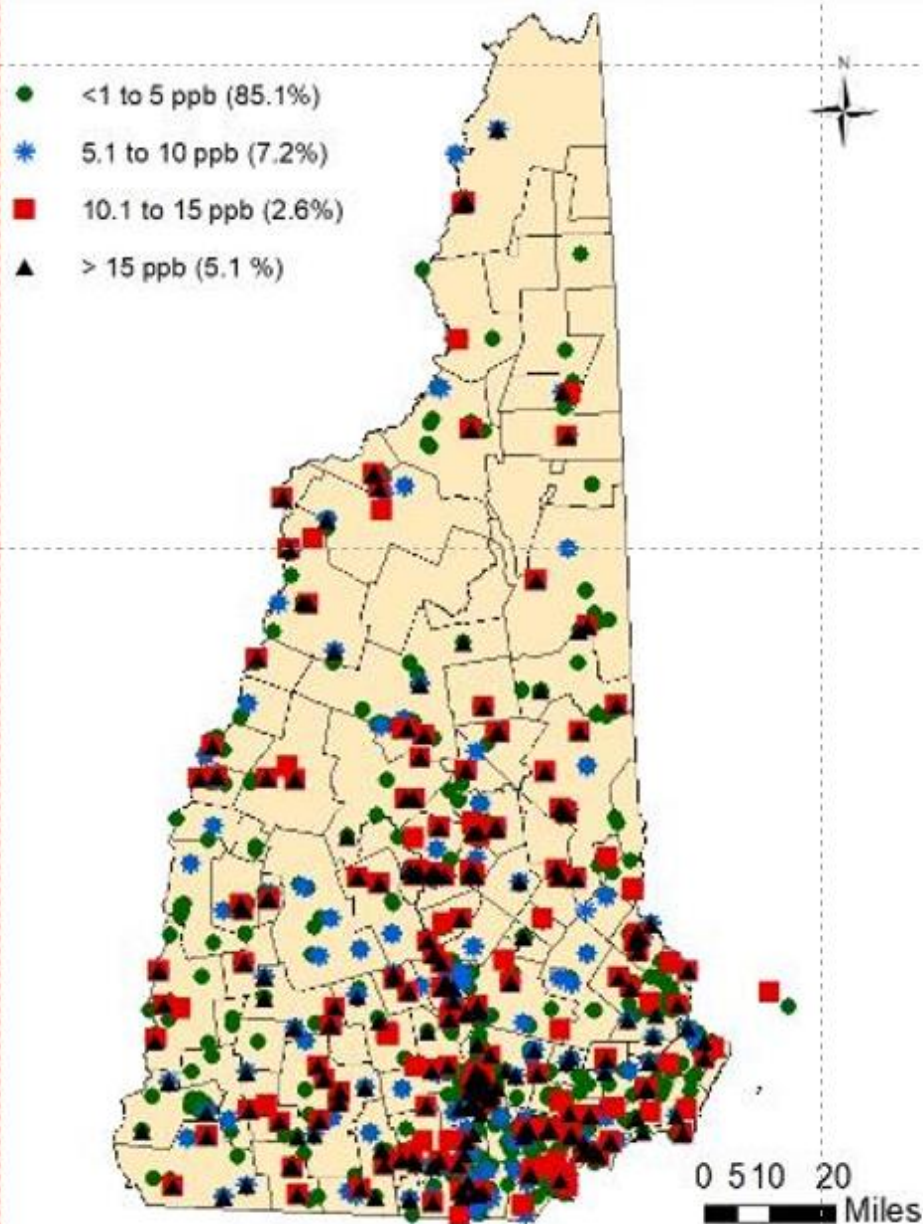 N
<1 to 5 ppb (85.1%)
5.1 to 10 ppb (7.2%)
10.1 to 15 ppb (2.6%)
> 15 ppb (5.1 %)
0 5 10 20
Miles